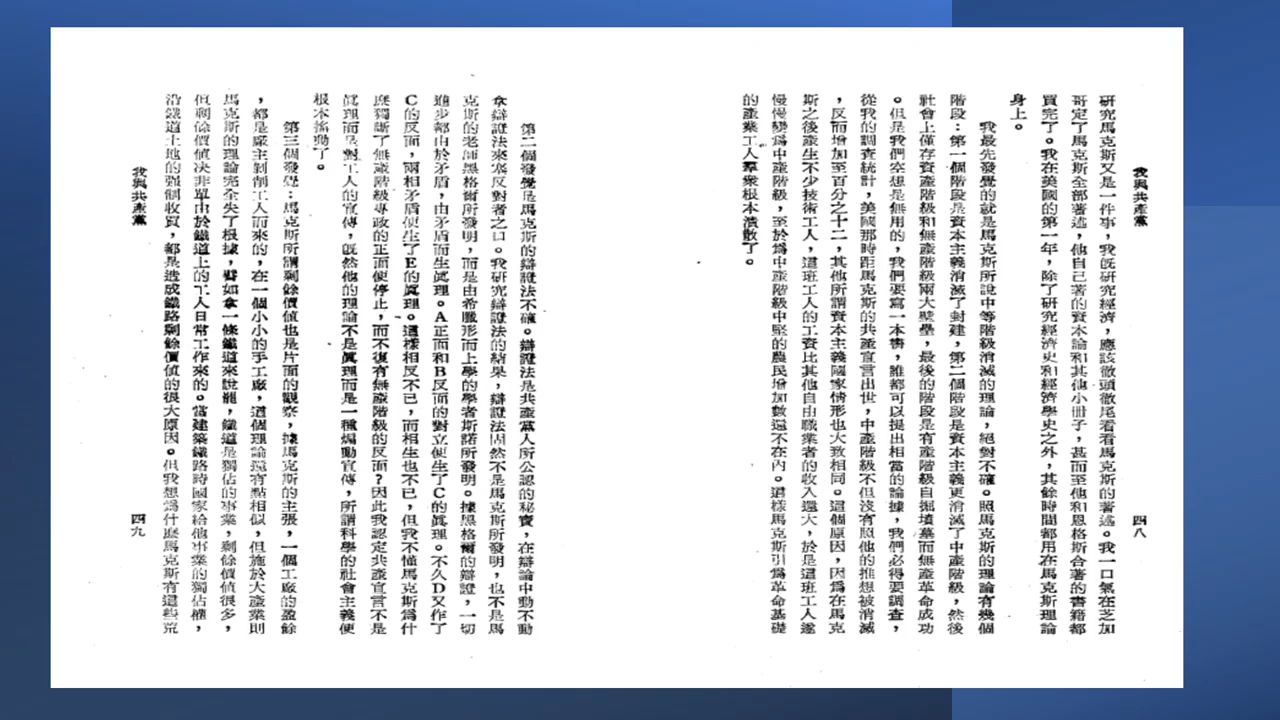 我與共產黨
四八
研究馬克斯又是一件事，我旣研究經濟，應該徹頭徹尾看看馬克斯的著述。我一口氣在芝加
哥定了馬克斯全部著述，他自己著的資本論和其他小冊子，甚而至他和恩格斯合著的書籍都
買完了。我在美國的第一年，除了研究經濟史和經濟學史之外，其餘時間都用在馬克斯理論
身上。
我最先發覺的就是馬克斯所說中等階級消滅的理論，絕對不確。照馬克斯的理論有幾個
階段：第一個階段是資本主義消滅了封建，第二個階段是資本主義更消滅了中產階級，然後
社會上僅存資產階級和無產階級兩大壁壘，最後的階段是有產階級自掘墳墓而無產革命成功
。但是我們空想是無用的，我們要寫一本書，誰都可以提出相當的論據，我們必得要調查，
從我的調查統計，美國那時距馬克斯的共產宣言出世，中產階級不但沒有照他的推想被消滅
，反而增加至百分之十二，其他所謂資本主義國家情形也大致相同。這個原因，因爲在馬克
斯之後產生不少技術工人，這班工人的工資比其他自由職業者的收入還大，於是這班工人遂
慢慢變爲中產階級，至於爲中產階級中堅的農民增加數還不在內。這樣馬克斯引爲革命基礎
的產業工人羣衆根本潰散了。
第二個發覺是馬克斯的辯證法不確。辯證法是共產黨人所公認的秘寶，在辯論中動不動
拿辯證法來塞反對者之口。我研究辯證法的結果，辯證法固然不是馬克斯所發明，也不是馬
克斯的老師黑格爾所發明，而是由希臘形而上學的學者斯諾所發明。據黑格爾的辯證，一切
進步都由於矛盾，由矛盾而生眞理。A正面和B反面的對立便生了C的眞理。不久D又作了
C的反面，兩相矛盾便生了E的眞理。這樣相反不已，而相生也不已，但我不懂馬克斯爲什
麽獨斷了無產階級專政的正面便停止，而不復有無產階級的反面？因此我認定共產宣言不是
眞理而是對工人的宣傳，旣然他的理論不是眞理而是一種煽動宣傳，所謂科學的社會主義便
根本搖動了。
第三個發覺：馬克斯所謂剩餘價值也是片面的觀察，據馬克斯的主張，一個工廠的盈餘
，都是廠主剝削工人而來的，在一個小小的手工廠，這個理論還有點相似，但施於大產業則
馬克斯的理論完全失了根據，譬如拿一條鐵道來說罷，鐵道是獨佔的事業，剩餘價值很多，
但剩餘價值決非單由於鐵道上的工人日常工作來的。當建築鐵路時國家給他事業的獨佔權，
沿鐵道土地的强制收買，都是造成鐵路剩餘價值的很大原因。但我想爲什麽馬克斯有這些荒
我與共產黨
四九